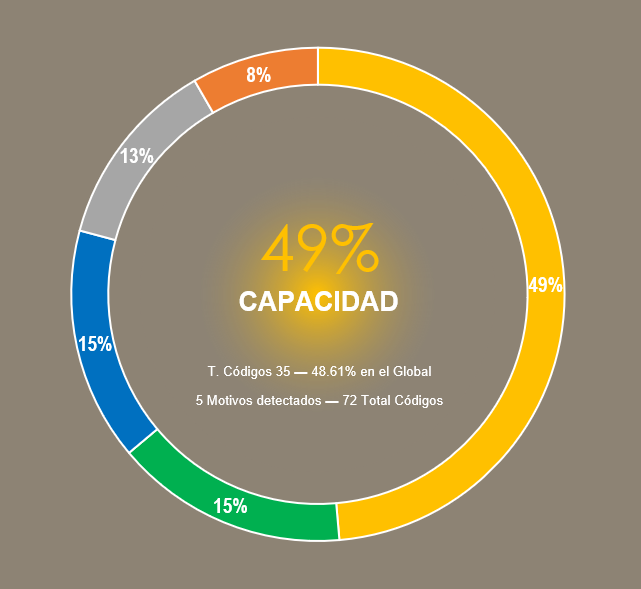 8%
13%
49%
CAPACIDAD
49%
15%
T. Códigos 35 — 48.61% en el Global
5 Motivos detectados — 72 Total Códigos
15%